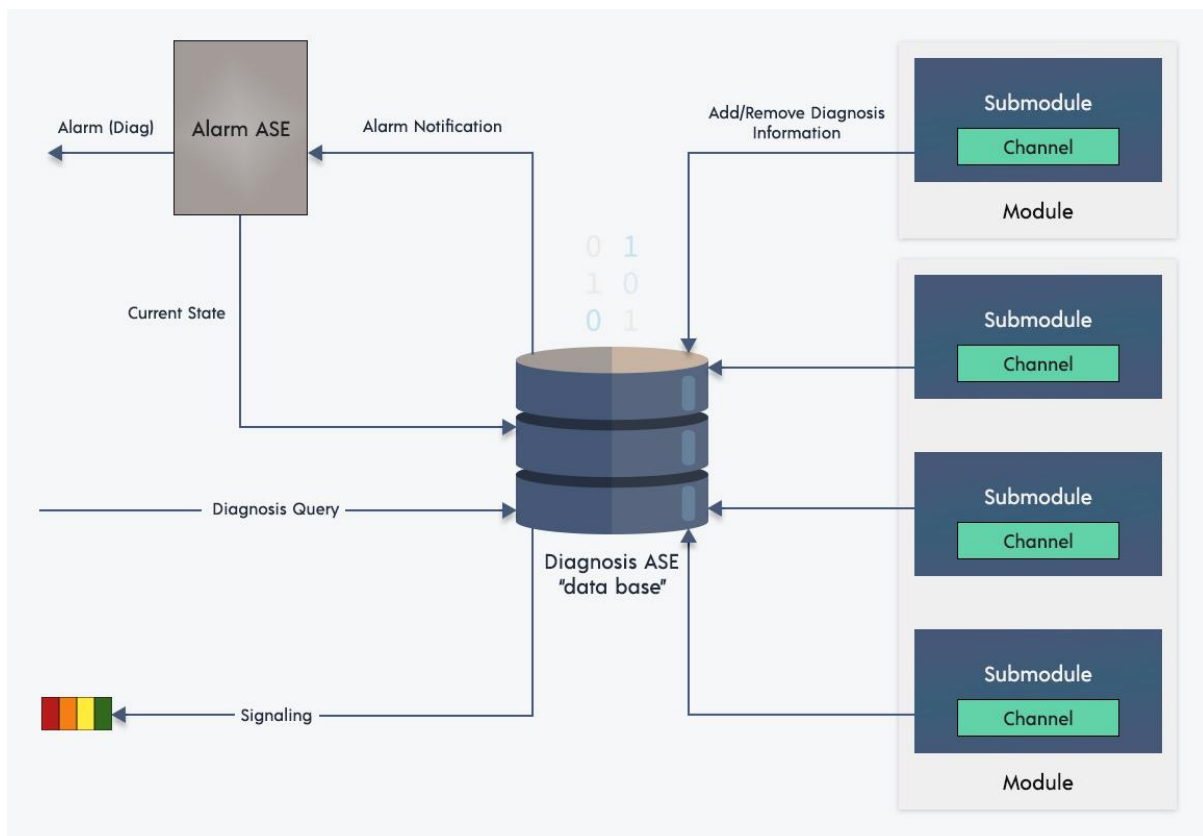 Alarm (Diag)
Alarm ASE
Alarm Notification
Add/Remove Diagnosis
Information
Submodule
Channel
Module
0 1
1 0
0 1
Current State
Submodule
Channel
Diagnosis Query
Diagnosis ASE
"data base"
Submodule
Channel
Signaling
Submodule
Channel
Module